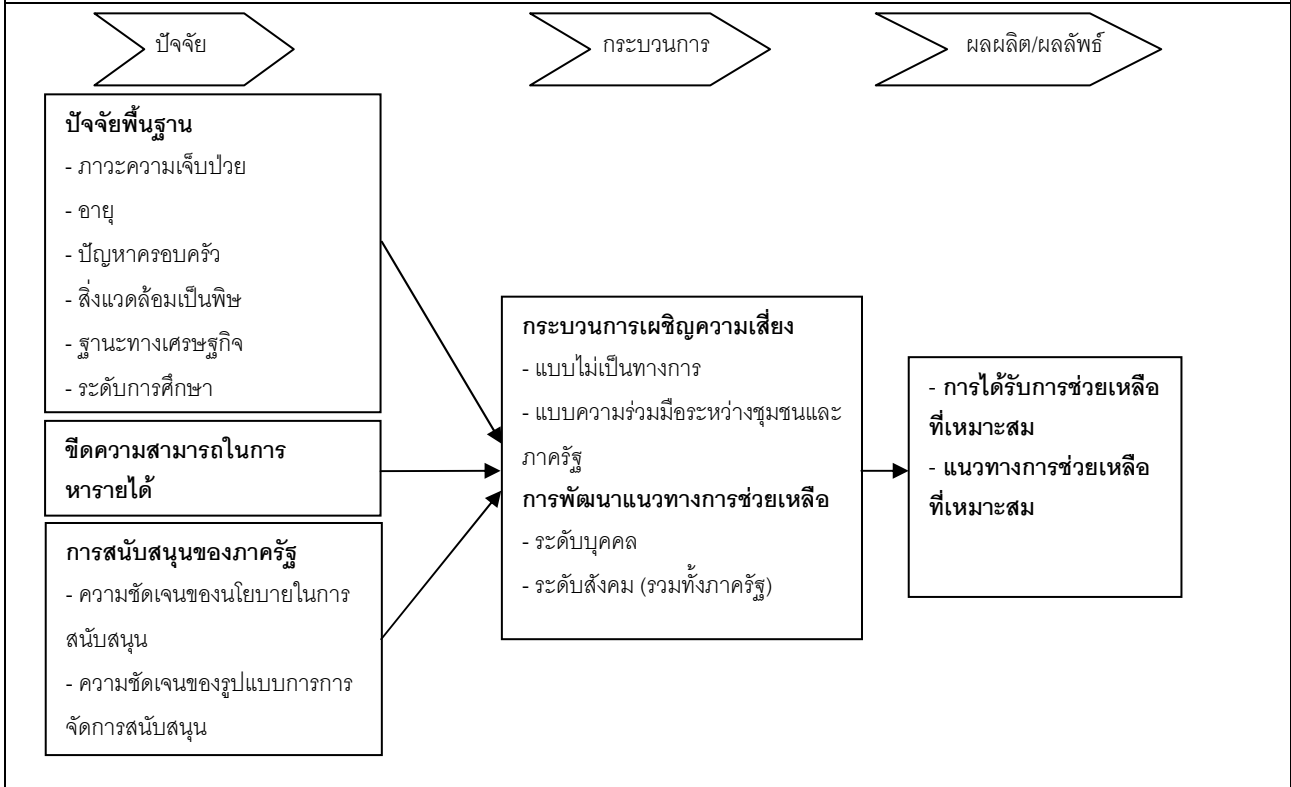 ปัจจัย
กระบวนการ
ผลผลิต/ผลลัพธ์
ปัจจัยพื้นฐาน
- ภาวะความเจ็บป่วย
- อายุ
- ปัญหาครอบครัว
- สิ่งแวดล้อมเป็นพิษ
- ฐานะทางเศรษฐกิจ
- ระดับการศึกษา
ขีดความสามารถในการ
หารายได้
การสนับสนุนของภาครัฐ
- ความชัดเจนของนโยบายในการ
สนับสนุน
- ความชัดเจนของรูปแบบการการ
จัดการสนับสนุน
กระบวนการเผชิญความเสี่ยง
- แบบไม่เป็นทางการ
- แบบความร่วมมือระหว่างชุมชนและ
ภาครัฐ
การพัฒนาแนวทางการช่วยเหลือ
- ระดับบุคคล
- ระดับสังคม (รวมทั้งภาครัฐ)
- การได้รับการช่วยเหลือ
ที่เหมาะสม
- แนวทางการช่วยเหลือ
ที่เหมาะสม